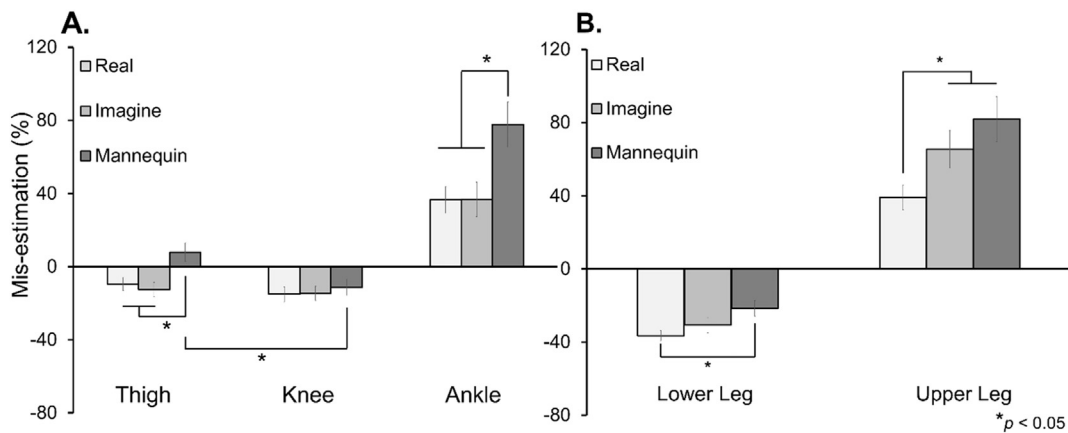 A.
Mis-estimation (%)
120
80
40
0
-40
-80
Real
Imagine
Mannequin
*
*
*
Thigh
Knee
Ankle
B.
120
80
40
0
-40
-80
Real
Imagine
Mannequin
*
*
Lower Leg
Upper Leg
*p < 0.05